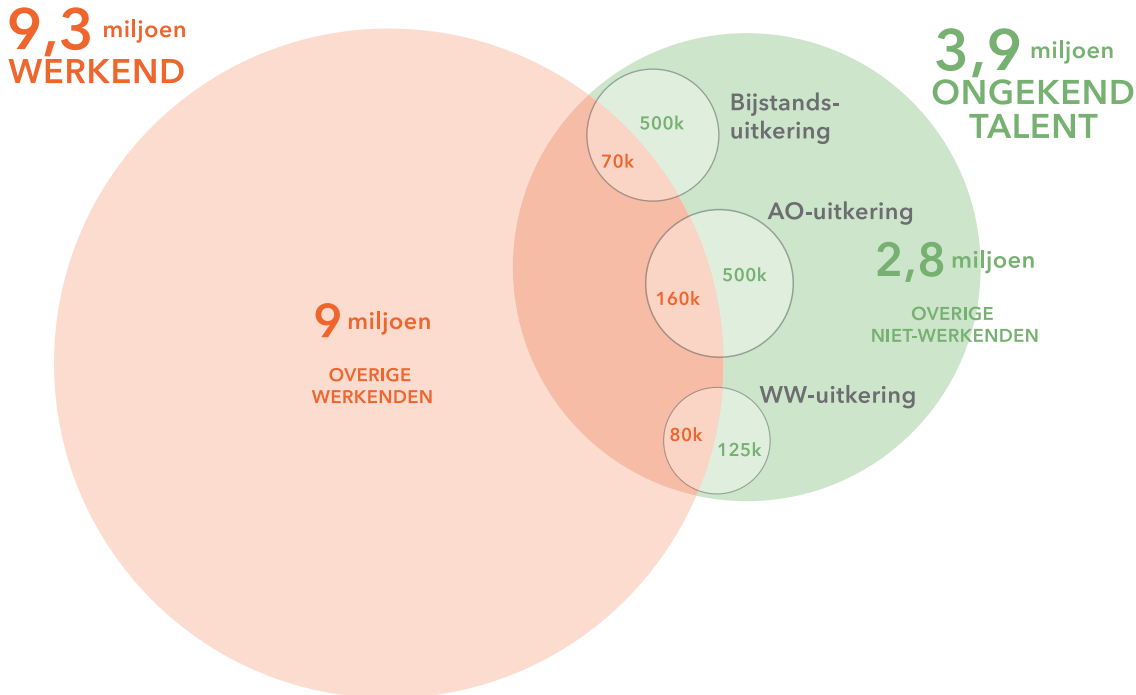 9,3 miljoen
WERKEND
3,9 miljoen
ONGEKEND
TALENT
Bijstands-
uitkering
500k
70k
AO-uitkering
500k
160k
2,8 miljoen
OVERIGE
NIET-WERKENDEN
9 miljoen
OVERIGE
WERKENDEN
WW-uitkering
80k
125k